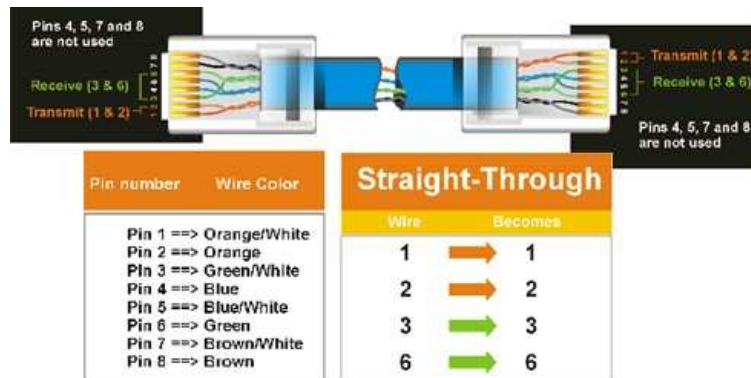 Pins 4, 5, 7 and 8
are not used
Receive (3 & 6)
Transmit (1 & 2)
Transmit (1 & 2
Receive (3 & 6)
Pins 4, 5, 7 and 8
are not used
Pin number Wire Color
Pin 1 ==> Orange/White
Pin 2 ==> Orange
Pin 3 ==> Green/White
Pin 4 ==> Blue
Pin 5 ==> Blue/White
Pin 6 ==> Green
Pin 7 ==> Brown/White
Pin 8 ==> Brown
Straight-Through
Wire Becomes
1 1
2 2
3 3
6 6